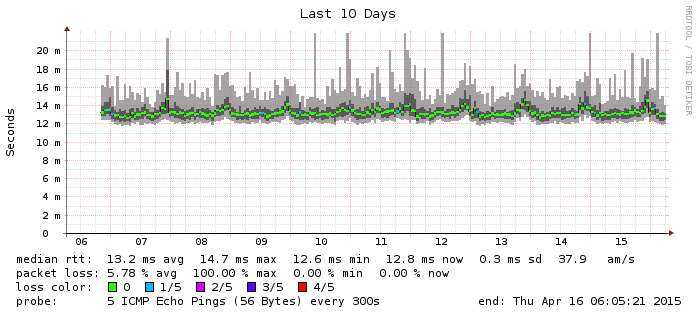 Last 10 Days
RRDTOOL / TOBI OETIKER
Seconds
20 m
18 m
16 m
14 m
12 m
10 m
8 m
6 m
4 m
2 m
0
06 07 08 09 10 11 12 13 14 15
median rtt: 13.2 ms avg 14.7 ms max 12.6 ms min 12.8 ms now 0.3 ms sd 37.9 am/s
packet loss: 5.78 % avg 100.00 % max 0.00 % min 0.00 % now
loss color: 0 1/5 2/5 3/5 4/5
probe: 5 ICMP Echo Pings (56 Bytes) every 300s end: Thu Apr 16 06:05:21 2015